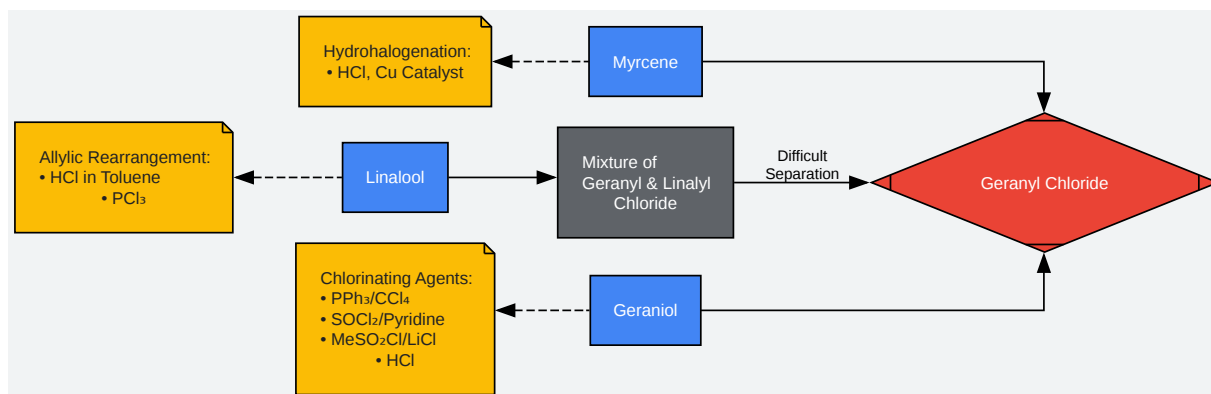 Hydrohalogenation:
• HCl, Cu Catalyst
Myrcene
Allylic Rearrangement:
• HCl in Toluene
• PCl₃
Linalool
Mixture of
Geranyl & Linalyl
Chloride
Difficult
Separation
Geranyl Chloride
Chlorinating Agents:
• PPh₃/CCl₄
• SOCl₂/Pyridine
• MeSO₂Cl/LiCl
• HCl
Geraniol